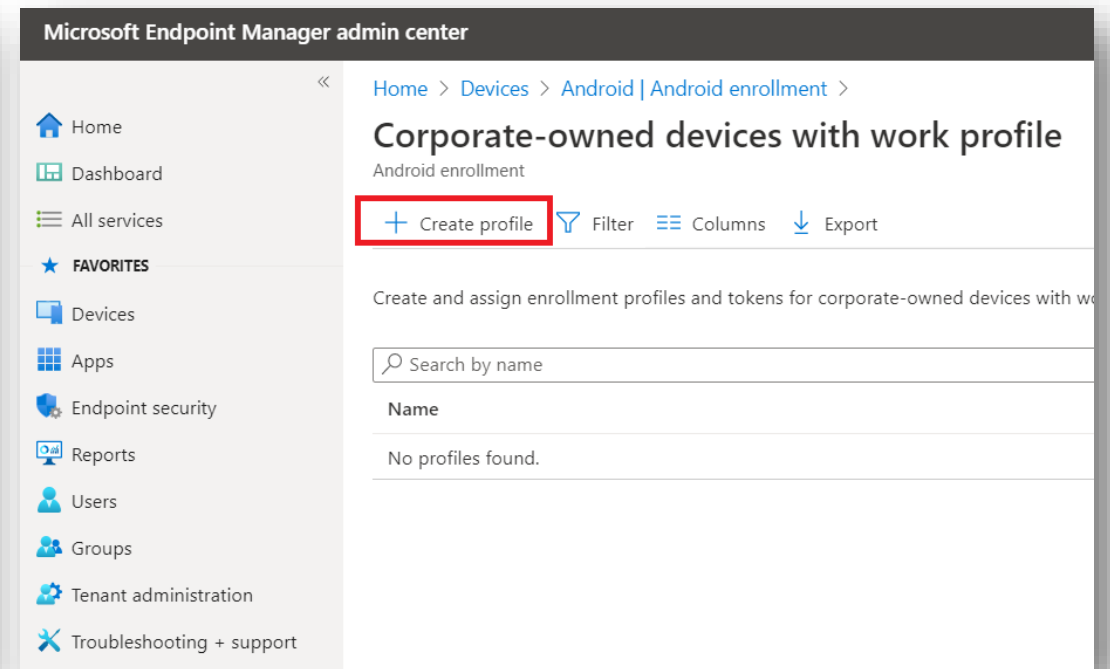 Microsoft Endpoint Manager admin center
«
Home
Dashboard
All services
FAVORITES
Devices
Apps
Endpoint security
Reports
Users
Groups
Tenant administration
Troubleshooting + support
Home > Devices > Android | Android enrollment >
Corporate-owned devices with work profile
Android enrollment
+ Create profile Filter Columns Export
Create and assign enrollment profiles and tokens for corporate-owned devices with
Search by name
Name
No profiles found.